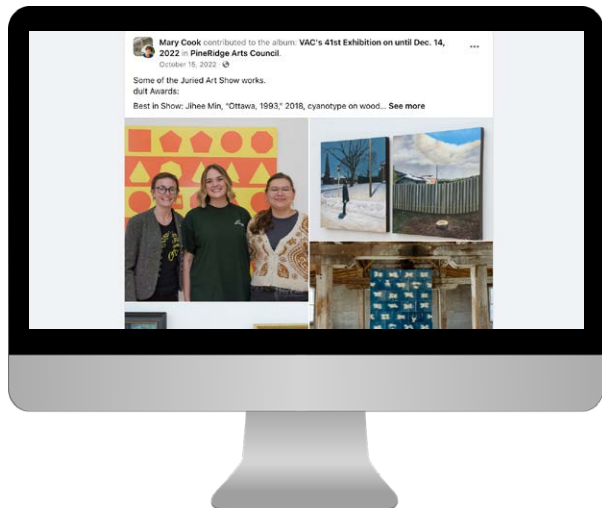 Mary Cook contributed to the album: VAC's 41st Exhibition on until Dec. 14,
2022 in PineRidge Arts Council.
October 15, 2022 ·
Some of the Juried Art Show works.
dult Awards:
Best in Show: Jihee Min, "Ottawa, 1993," 2018, cyanotype on wood... See more